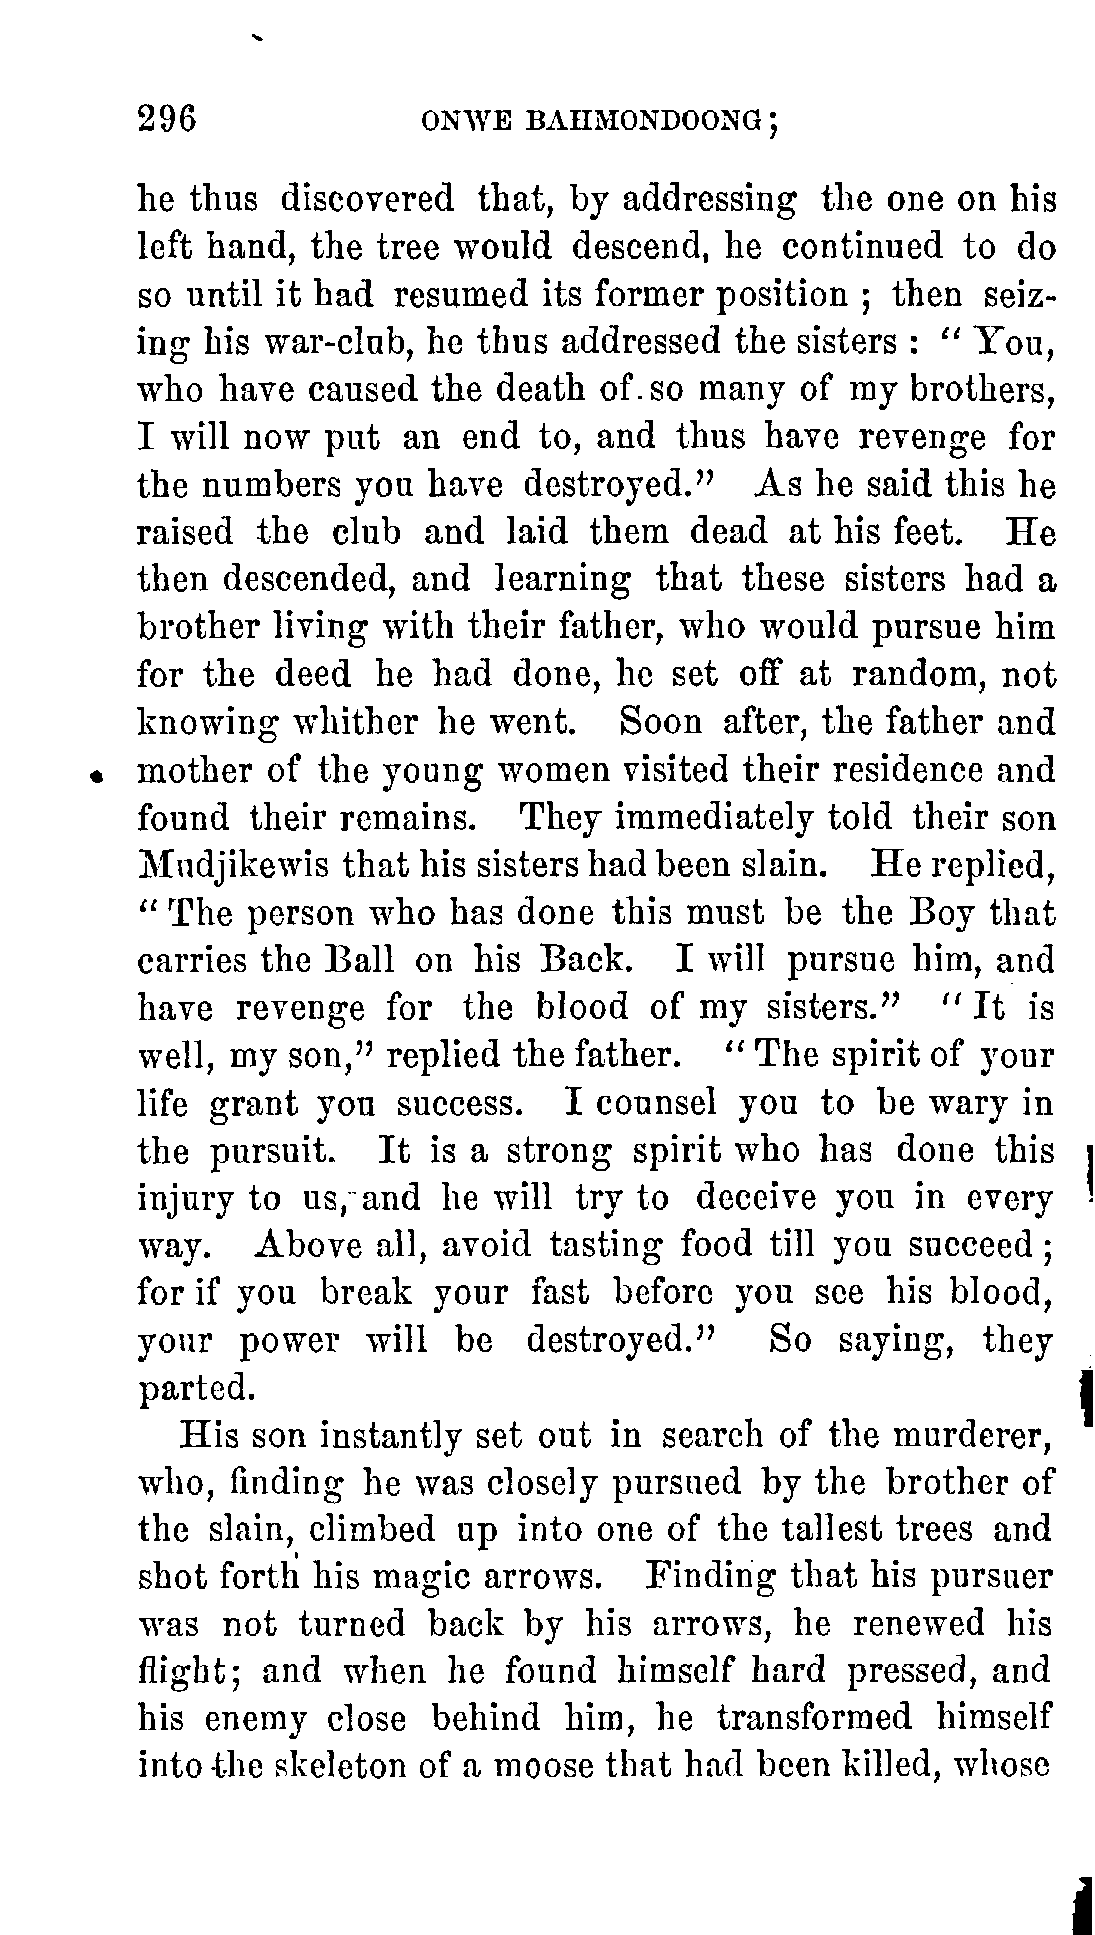 296 ONWE BAHMONDOONG;
he thus discovered that, by addressing the one on his
left hand, the tree would descend, he continued to do
so until it had resumed its former position ; then seiz-
ing his war-club, he thus addressed the sisters : " You,
who have caused the death of so many of my brothers,
I will now put an end to, and thus have revenge for
the numbers you have destroyed." As he said this he
raised the club and laid them dead at his feet. He
then descended, and learning that these sisters had a
brother living with their father, who would pursue him
for the deed he had done, he set off at random, not
knowing whither he went. Soon after, the father and
mother of the young women visited their residence and
found their remains. They immediately told their son
Mudjikewis that his sisters had been slain. He replied,
" The person who has done this must be the Boy that
carries the Ball on his Back. I will pursue him, and
have revenge for the blood of my sisters." " It is
well, my son," replied the father. " The spirit of your
life grant you success. I counsel you to be wary in
the pursuit. It is a strong spirit who has done this
injury to us, and he will try to deceive you in every
way. Above all, avoid tasting food till you succeed ;
for if you break your fast before you see his blood,
your power will be destroyed." So saying, they
parted.
His son instantly set out in search of the murderer,
who, finding he was closely pursued by the brother of
the slain, climbed up into one of the tallest trees and
shot forth his magic arrows. Finding that his pursuer
was not turned back by his arrows, he renewed his
flight; and when he found himself hard pressed, and
his enemy close behind him, he transformed himself
into the skeleton of a moose that had been killed, whose